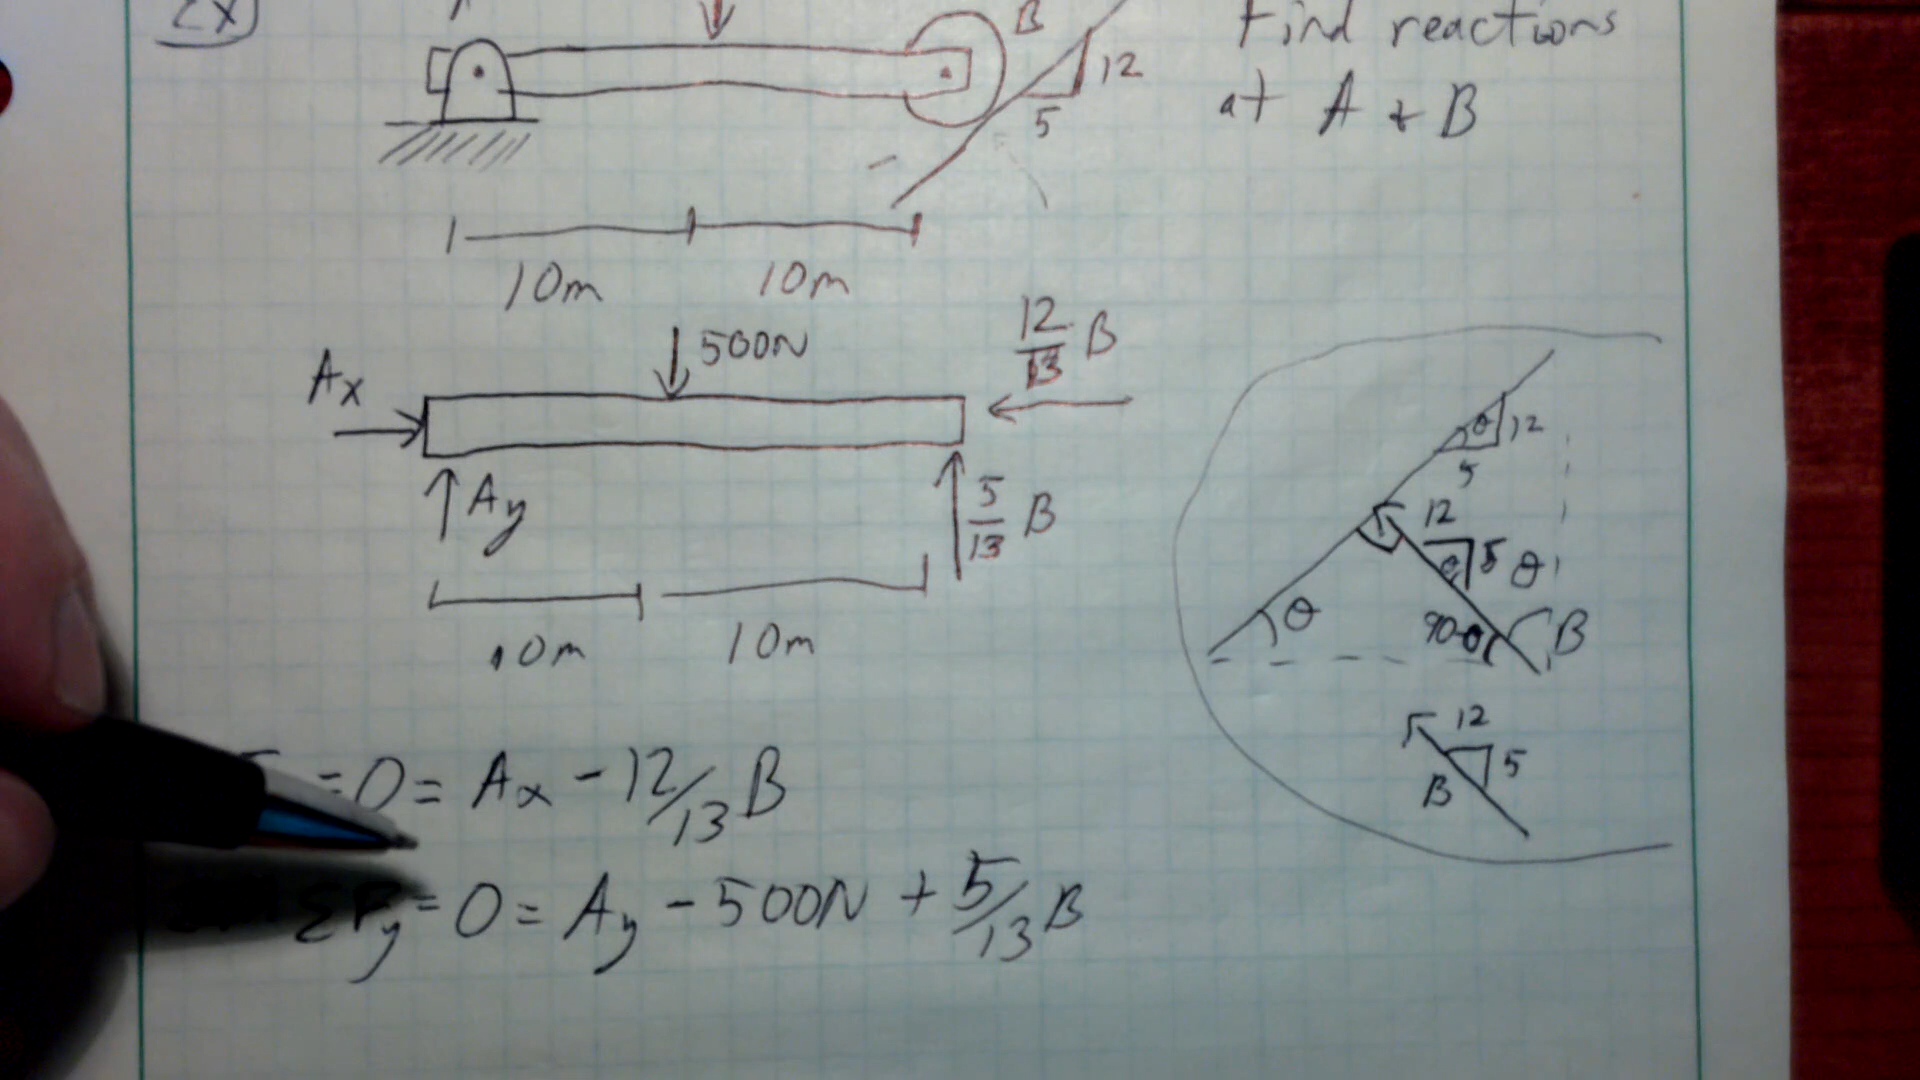 Ex
B
Find reactions
12
at A & B
5
10m 10m
500N
12/13 B
Ax
θ 12
5
Ay
5/13 B
12
θ 5 θ
θ
90-θ B
10m 10m
12
5
B
=0= Ax - 12/13 B
ΣFy=0= Ay - 500N + 5/13 B